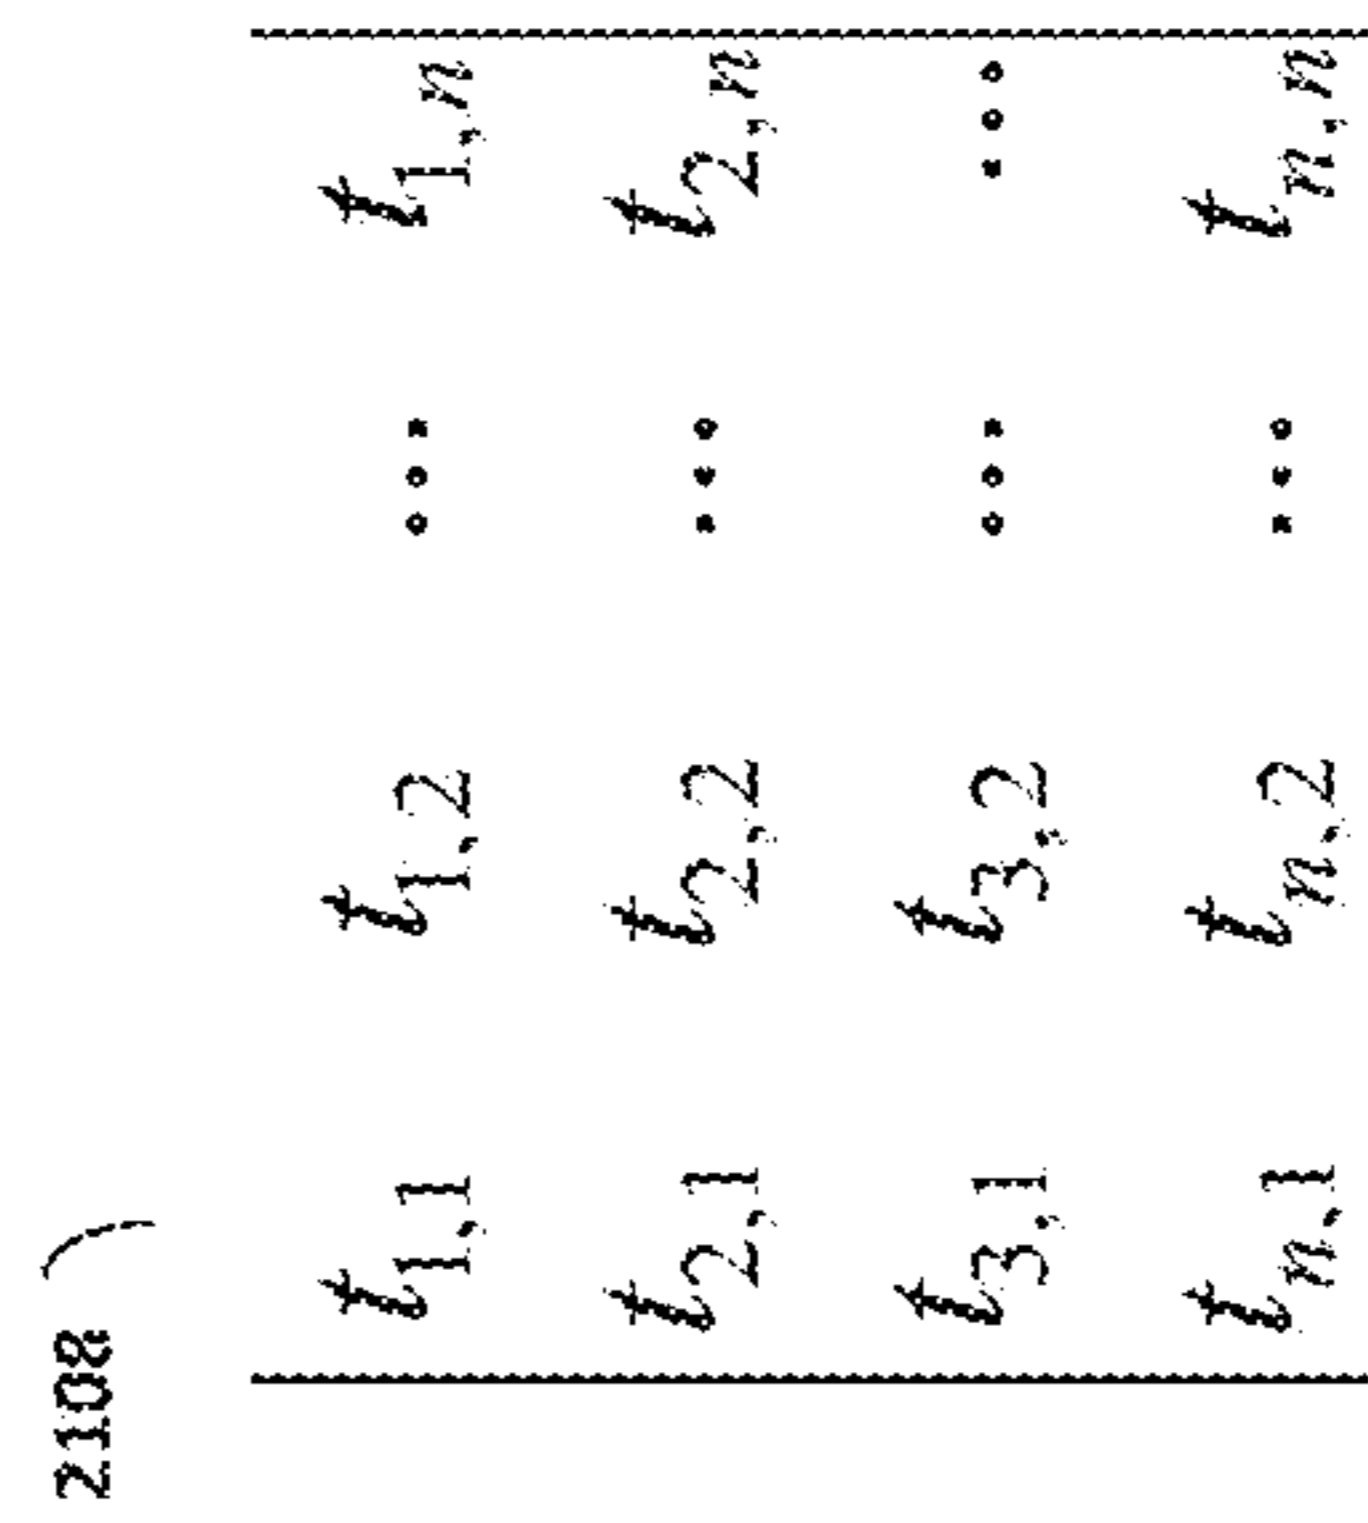 2108
t1,1 t1,2 ... t1,n
t2,1 t2,2 ... t2,n
t3,1 t3,2 ... ...
tn,1 tn,2 ... tn,n